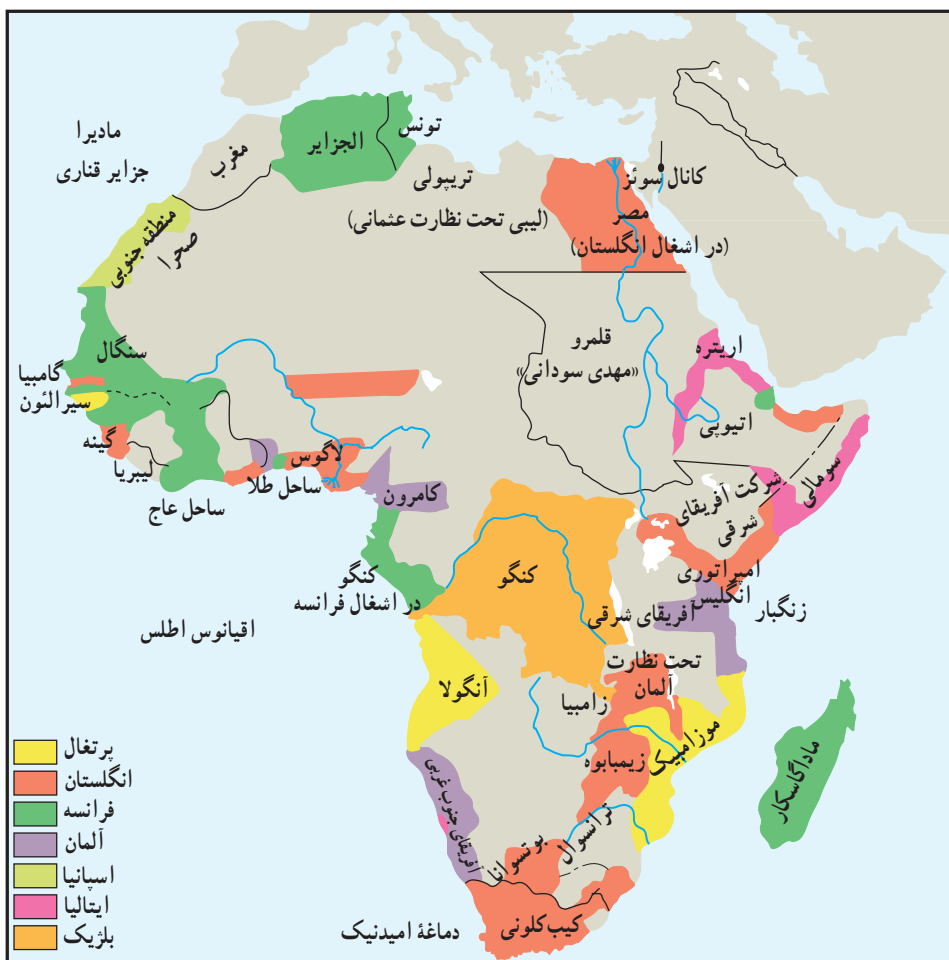 مادیرا
جزایر قناری
مغرب
الجزایر
تونس
تریپولی
(لیبی تحت نظارت عثمانی)
کانال سوئز
مصر
(در اشغال انگلستان)
منطقه جنوبی
صحرا
سنگال
گامبیا
سیرالئون
گینه
لیبریا
ساحل عاج
ساحل طلا
لاگوس
کامرون
قلمرو
«مهدی سودانی»
اریتره
اتیوپی
سومالی
شرکت آفریقای
شرقی
امپراتوری
انگلیس
زنگبار
کنگو
در اشغال فرانسه
کنگو
آفریقای شرقی
تحت نظارت
آلمان
اقیانوس اطلس
آنگولا
زامبیا
موزامبیک
زیمبابوه
ماداگاسکار
آفریقای جنوب غربی
بوتسوانا
ترانسوال
کیپ‌کلونی
دماغهٔ امیدنیک
پرتغال
انگلستان
فرانسه
آلمان
اسپانیا
ایتالیا
بلژیک